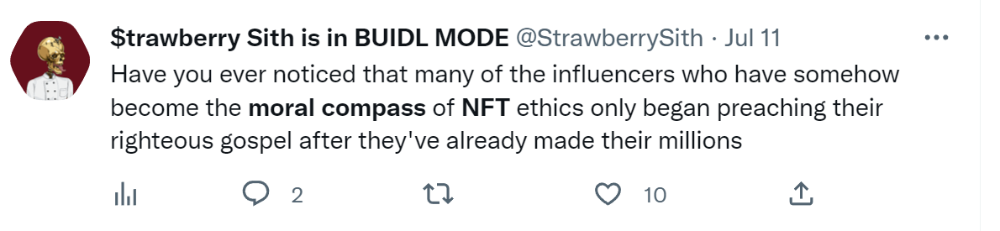 $trawberry Sith is in BUIDL MODE @StrawberrySith · Jul 11
Have you ever noticed that many of the influencers who have somehow
become the moral compass of NFT ethics only began preaching their
righteous gospel after they've already made their millions
2 10